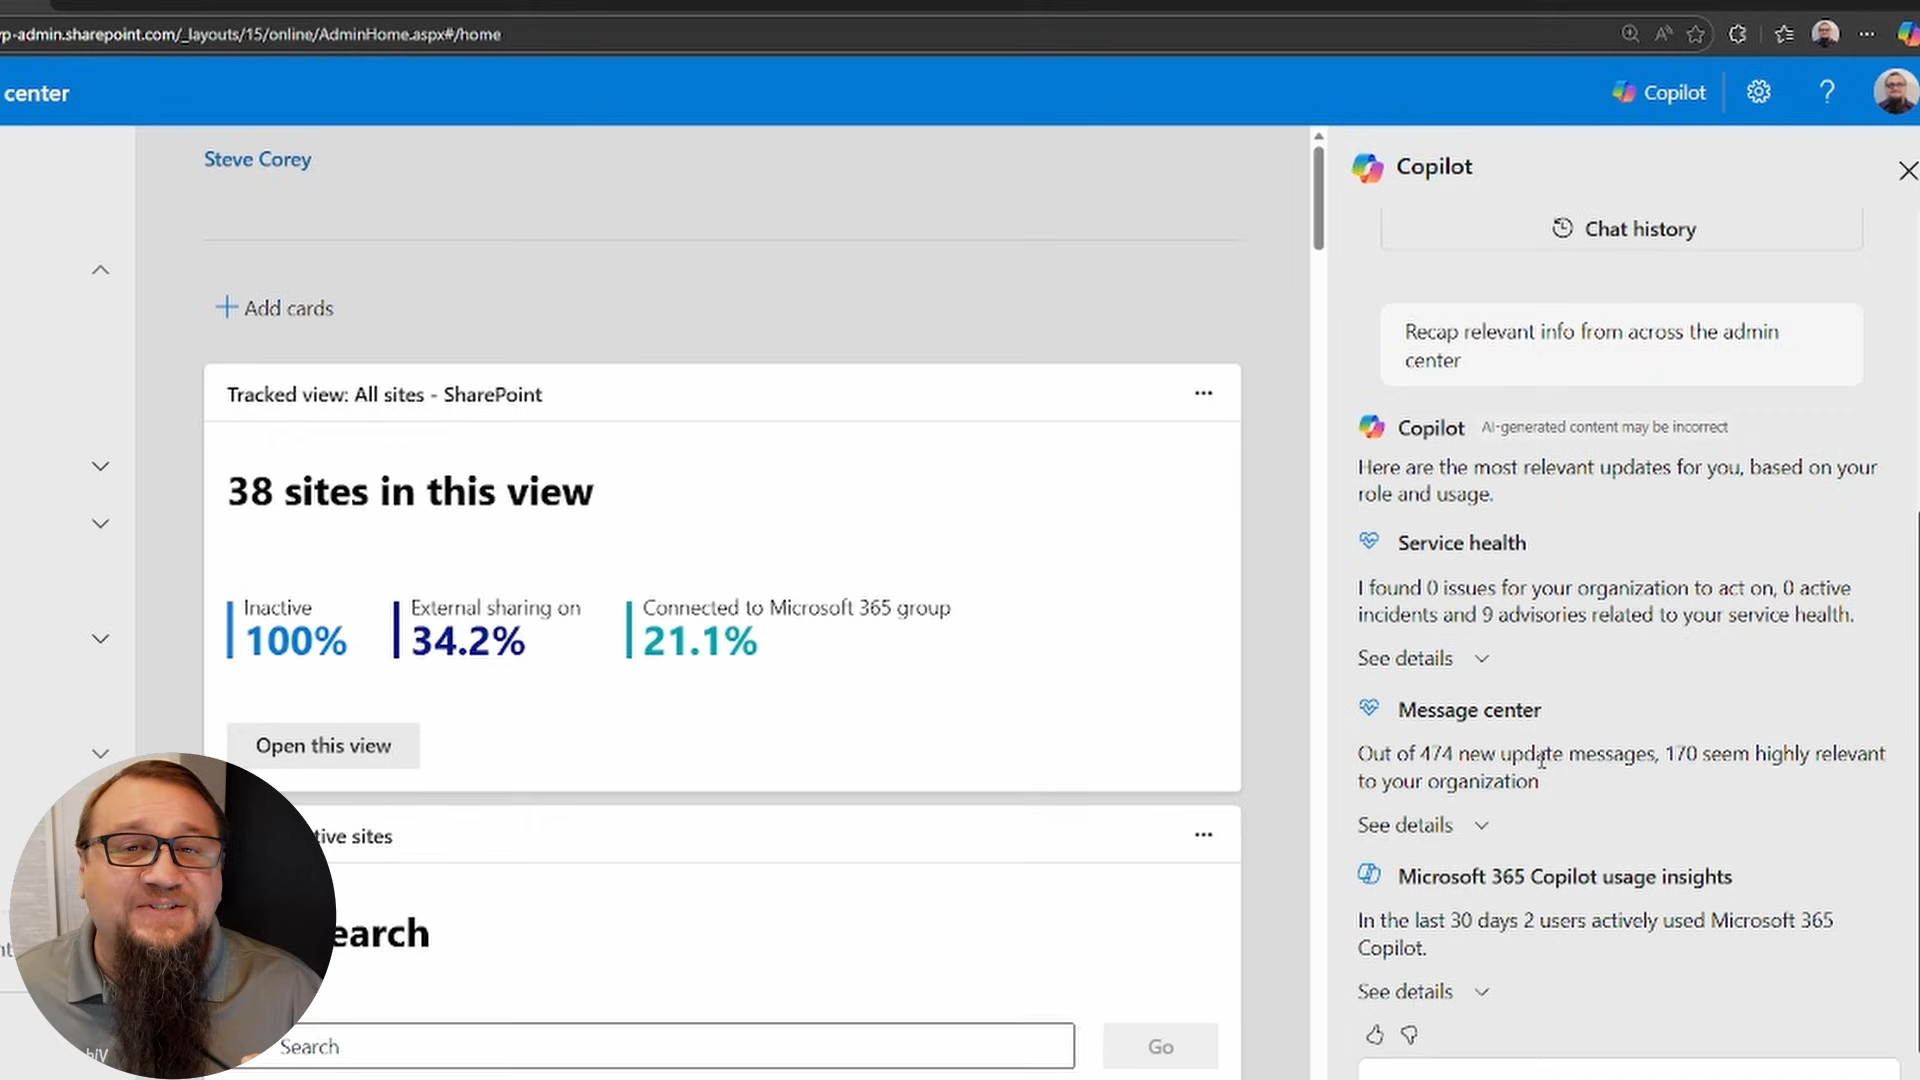 vp-admin.sharepoint.com/_layouts/15/online/AdminHome.aspx#/home
center
Copilot
Steve Corey
Add cards
Tracked view: All sites - SharePoint
38 sites in this view
Inactive
100%
External sharing on
34.2%
Connected to Microsoft 365 group
21.1%
Open this view
tive sites
earch
Search
Go
Copilot
Chat history
Recap relevant info from across the admin
center
Copilot AI-generated content may be incorrect
Here are the most relevant updates for you, based on your
role and usage.
Service health
I found 0 issues for your organization to act on, 0 active
incidents and 9 advisories related to your service health.
See details
Message center
Out of 474 new update messages, 170 seem highly relevant
to your organization
See details
Microsoft 365 Copilot usage insights
In the last 30 days 2 users actively used Microsoft 365
Copilot.
See details